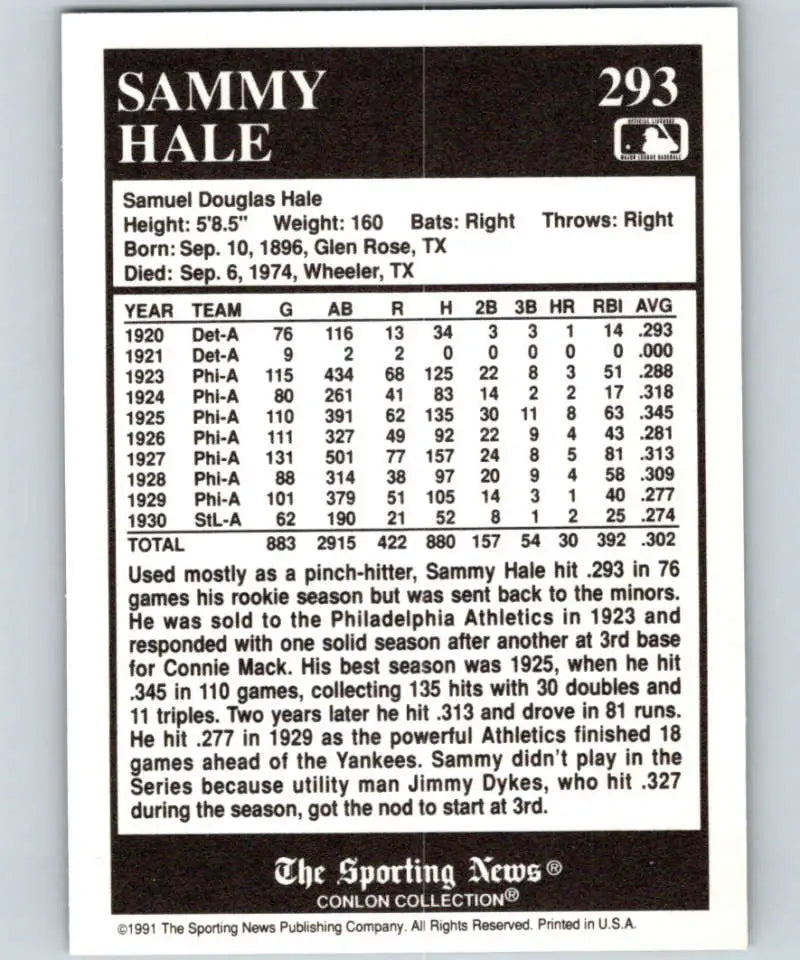 SAMMY 293
HALE
OFFICIAL LICENSEE
MAJOR LEAGUE BASEBALL
Samuel Douglas Hale
Height: 5'8.5" Weight: 160 Bats: Right Throws: Right
Born: Sep. 10, 1896, Glen Rose, TX
Died: Sep. 6, 1974, Wheeler, TX
YEAR TEAM G AB R H 2B 3B HR RBI AVG
1920 Det-A 76 116 13 34 3 3 1 14 .293
1921 Det-A 9 2 2 0 0 0 0 0 .000
1923 Phi-A 115 434 68 125 22 8 3 51 .288
1924 Phi-A 80 261 41 83 14 2 2 17 .318
1925 Phi-A 110 391 62 135 30 11 8 63 .345
1926 Phi-A 111 327 49 92 22 9 4 43 .281
1927 Phi-A 131 501 77 157 24 8 5 81 .313
1928 Phi-A 88 314 38 97 20 9 4 58 .309
1929 Phi-A 101 379 51 105 14 3 1 40 .277
1930 StL-A 62 190 21 52 8 1 2 25 .274
TOTAL 883 2915 422 880 157 54 30 392 .302
Used mostly as a pinch-hitter, Sammy Hale hit .293 in 76
games his rookie season but was sent back to the minors.
He was sold to the Philadelphia Athletics in 1923 and
responded with one solid season after another at 3rd base
for Connie Mack. His best season was 1925, when he hit
.345 in 110 games, collecting 135 hits with 30 doubles and
11 triples. Two years later he hit .313 and drove in 81 runs.
He hit .277 in 1929 as the powerful Athletics finished 18
games ahead of the Yankees. Sammy didn't play in the
Series because utility man Jimmy Dykes, who hit .327
during the season, got the nod to start at 3rd.
The Sporting News®
CONLON COLLECTION®
©1991 The Sporting News Publishing Company. All Rights Reserved. Printed in U.S.A.